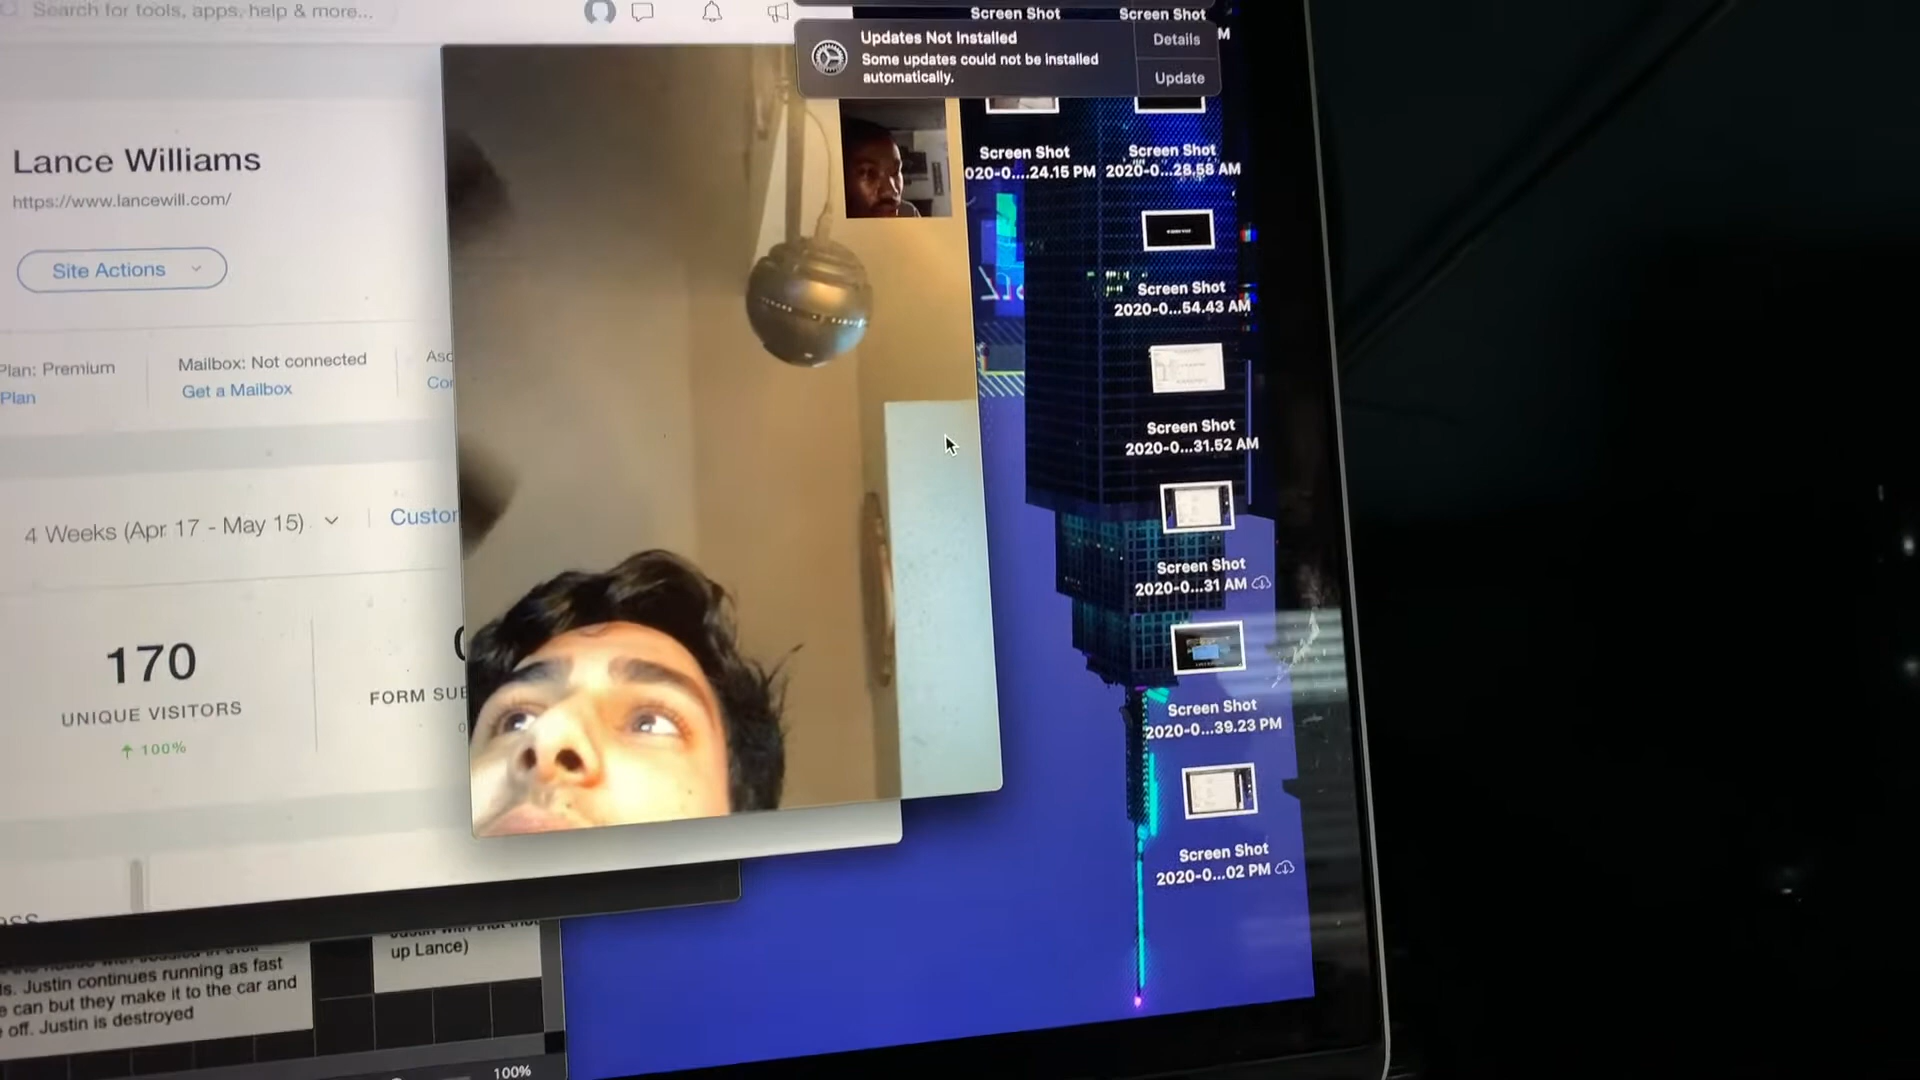 Search for tools, apps, help & more...
Lance Williams
https://www.lancewill.com/
Site Actions
Plan: Premium
Plan
Mailbox: Not connected
Get a Mailbox
4 Weeks (Apr 17 - May 15)
170
UNIQUE VISITORS
100%
FORM
Updates Not Installed
Some updates could not be installed
automatically.
Details
Update
Screen Shot
Screen Shot
M
Screen Shot
020-0....24.15 PM
Screen Shot
2020-0...28.58 AM
Screen Shot
2020-0...54.43 AM
Screen Shot
2020-0...31.52 AM
Screen Shot
2020-0...31 AM
Screen Shot
2020-0...39.23 PM
Screen Shot
2020-0...02 PM
up Lance)
Justin continues running as fast
can but they make it to the car and
off. Justin is destroyed
100%